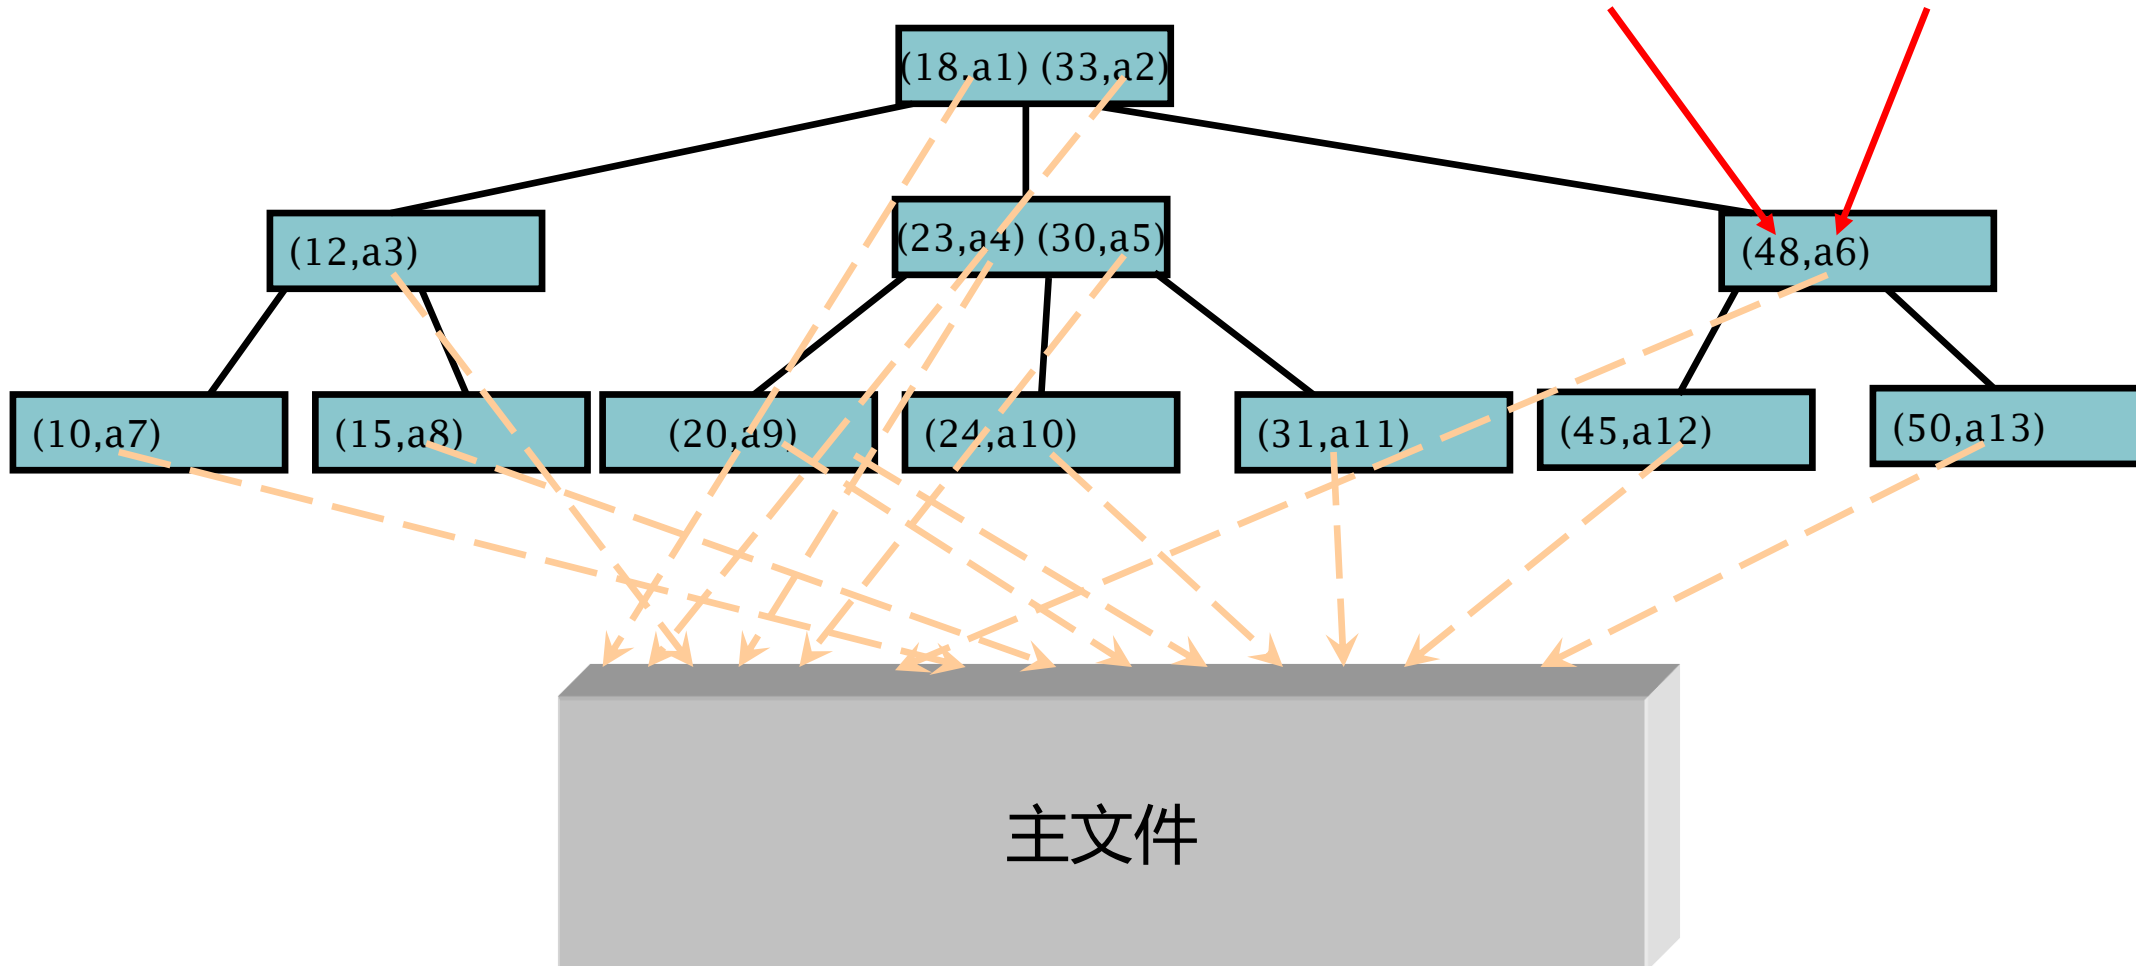 (18,a1) (33,a2)
(12,a3)
(23,a4) (30,a5)
(48,a6)
(10,a7)
(15,a8)
(20,a9)
(24,a10)
(31,a11)
(45,a12)
(50,a13)
主文件